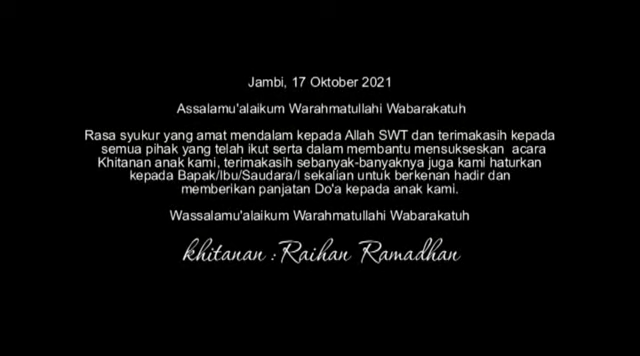 Jambi, 17 Oktober 2021
Assalamu'alaikum Warahmatullahi Wabarakatuh
Rasa syukur yang amat mendalam kepada Allah SWT dan terimakasih kepada
semua pihak yang telah ikut serta dalam membantu mensukseskan acara
Khitanan anak kami, terimakasih sebanyak-banyaknya juga kami haturkan
kepada Bapak/Ibu/Saudara/I sekalian untuk berkenan hadir dan
memberikan panjatan Do'a kepada anak kami.
Wassalamu'alaikum Warahmatullahi Wabarakatuh
khitanan : Raihan Ramadhan